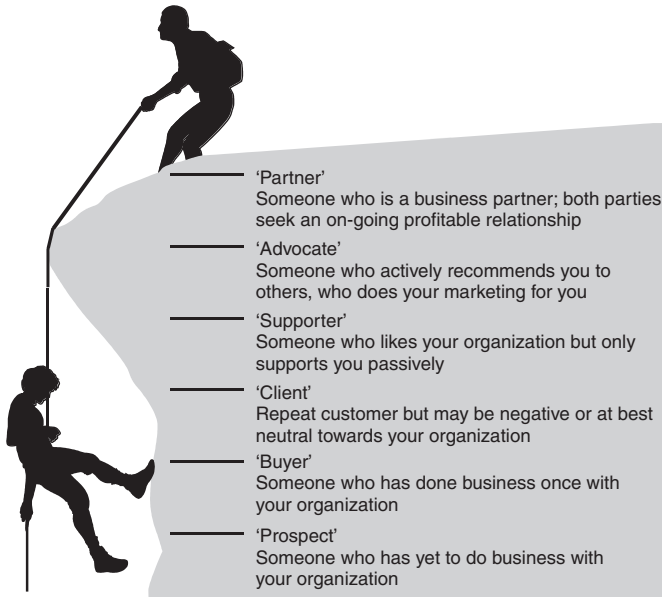 ‘Partner’
Someone who is a business partner; both parties
seek an on-going profitable relationship
‘Advocate’
Someone who actively recommends you to
others, who does your marketing for you
‘Supporter’
Someone who likes your organization but only
supports you passively
‘Client’
Repeat customer but may be negative or at best
neutral towards your organization
‘Buyer’
Someone who has done business once with
your organization
‘Prospect’
Someone who has yet to do business with
your organization